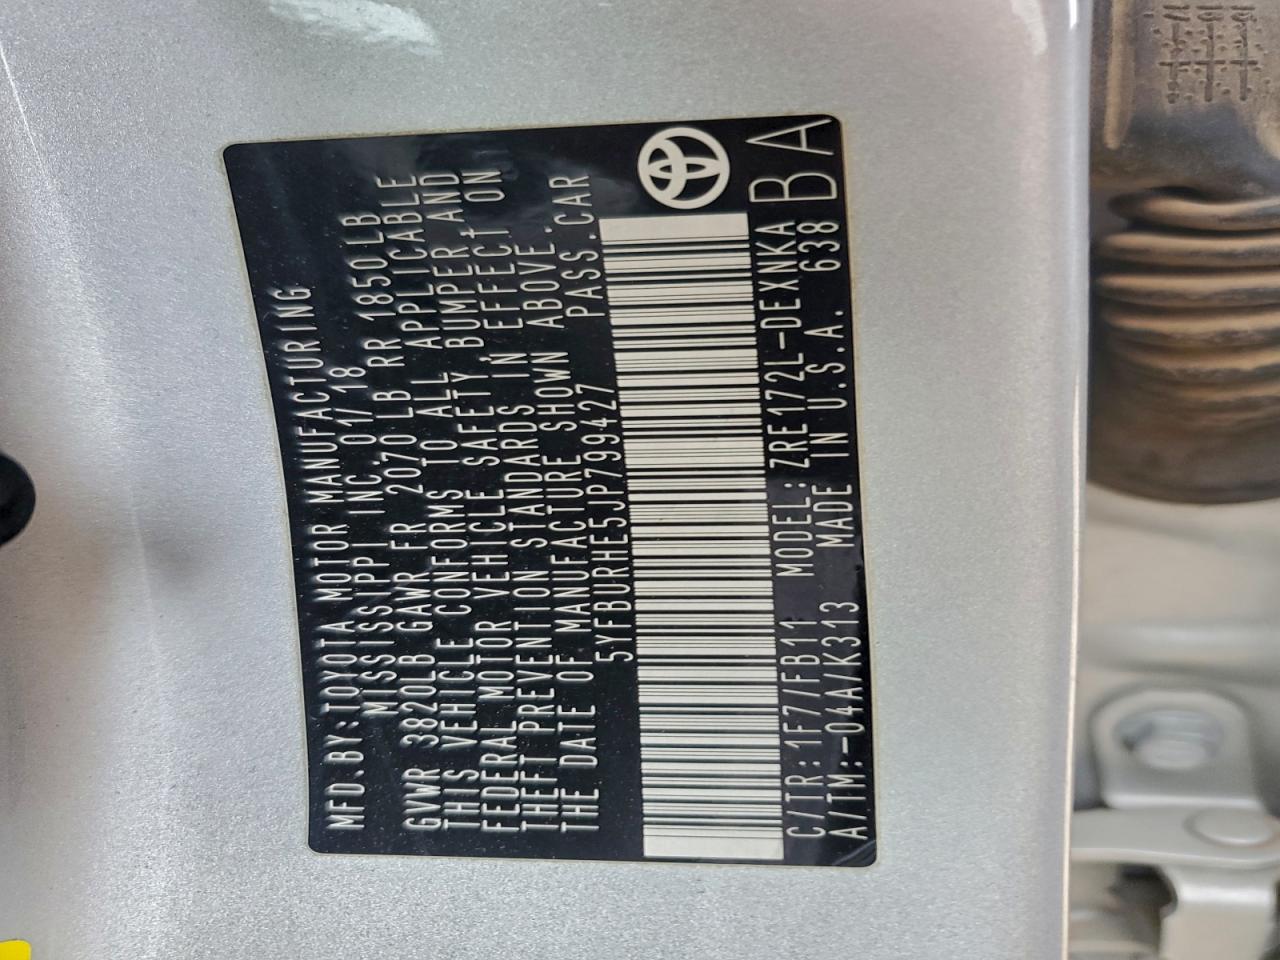 MFD.BY:TOYOTA MOTOR MANUFACTURING
MISSISSIPPI INC. 01/18
GVWR 3820LB GAWR FR 2070 LB RR 1850LB
THIS VEHICLE CONFORMS TO ALL APPLICABLE
FEDERAL MOTOR VEHICLE SAFETY, BUMPER, AND
THEFT PREVENTION STANDARDS IN EFFECT ON
THE DATE OF MANUFACTURE SHOWN ABOVE.
5YFBURHE5JP799427 PASS.CAR
C/TR:1F7/FB11 MODEL:ZRE172L-DEXNKA
A/TM:-04A/K313 MADE IN U.S.A. 638
BA